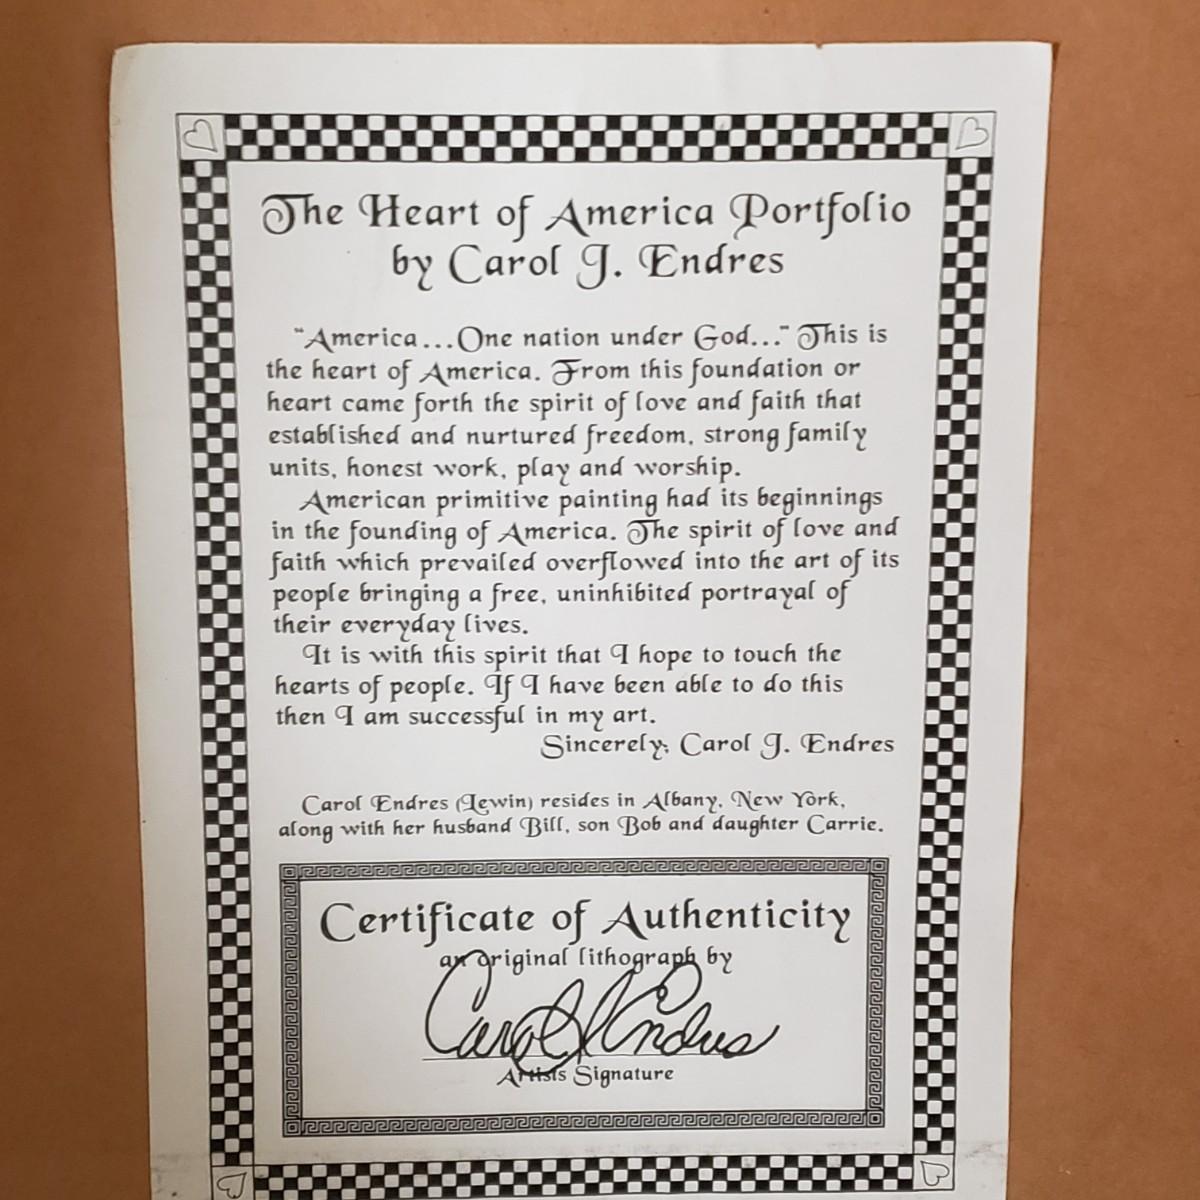 The Heart of America Portfolio
by Carol J. Endres
"America...One nation under God..." This is
the heart of America. From this foundation or
heart came forth the spirit of love and faith that
established and nurtured freedom, strong family
units, honest work, play and worship.
American primitive painting had its beginnings
in the founding of America. The spirit of love and
faith which prevailed overflowed into the art of its
people bringing a free, uninhibited portrayal of
their everyday lives.
It is with this spirit that I hope to touch the
hearts of people. If I have been able to do this
then I am successful in my art.
Sincerely, Carol J. Endres
Carol Endres (Lewin) resides in Albany, New York,
along with her husband Bill, son Bob and daughter Carrie.
Certificate of Authenticity
an original lithograph by
Carol J Endres
Artists Signature